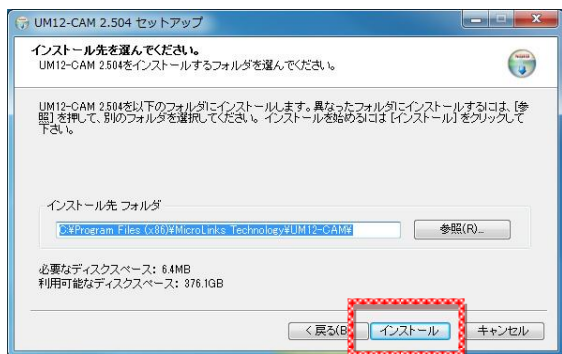 UM12-CAM 2.504 セットアップ
インストール先を選んでください。
UM12-CAM 2.504をインストールするフォルダを選んでください。
UM12-CAM 2.504を以下のフォルダにインストールします。異なったフォルダにインストールするには、[参
照] を押して、別のフォルダを選択してください。 インストールを始めるには [インストール] をクリックして
下さい。
インストール先 フォルダ
C:¥Program Files (x86)¥MicroLinks Technology¥UM12-CAM¥
参照(R)...
必要なディスクスペース: 6.4MB
利用可能なディスクスペース: 376.1GB
< 戻る(B
インストール
キャンセル